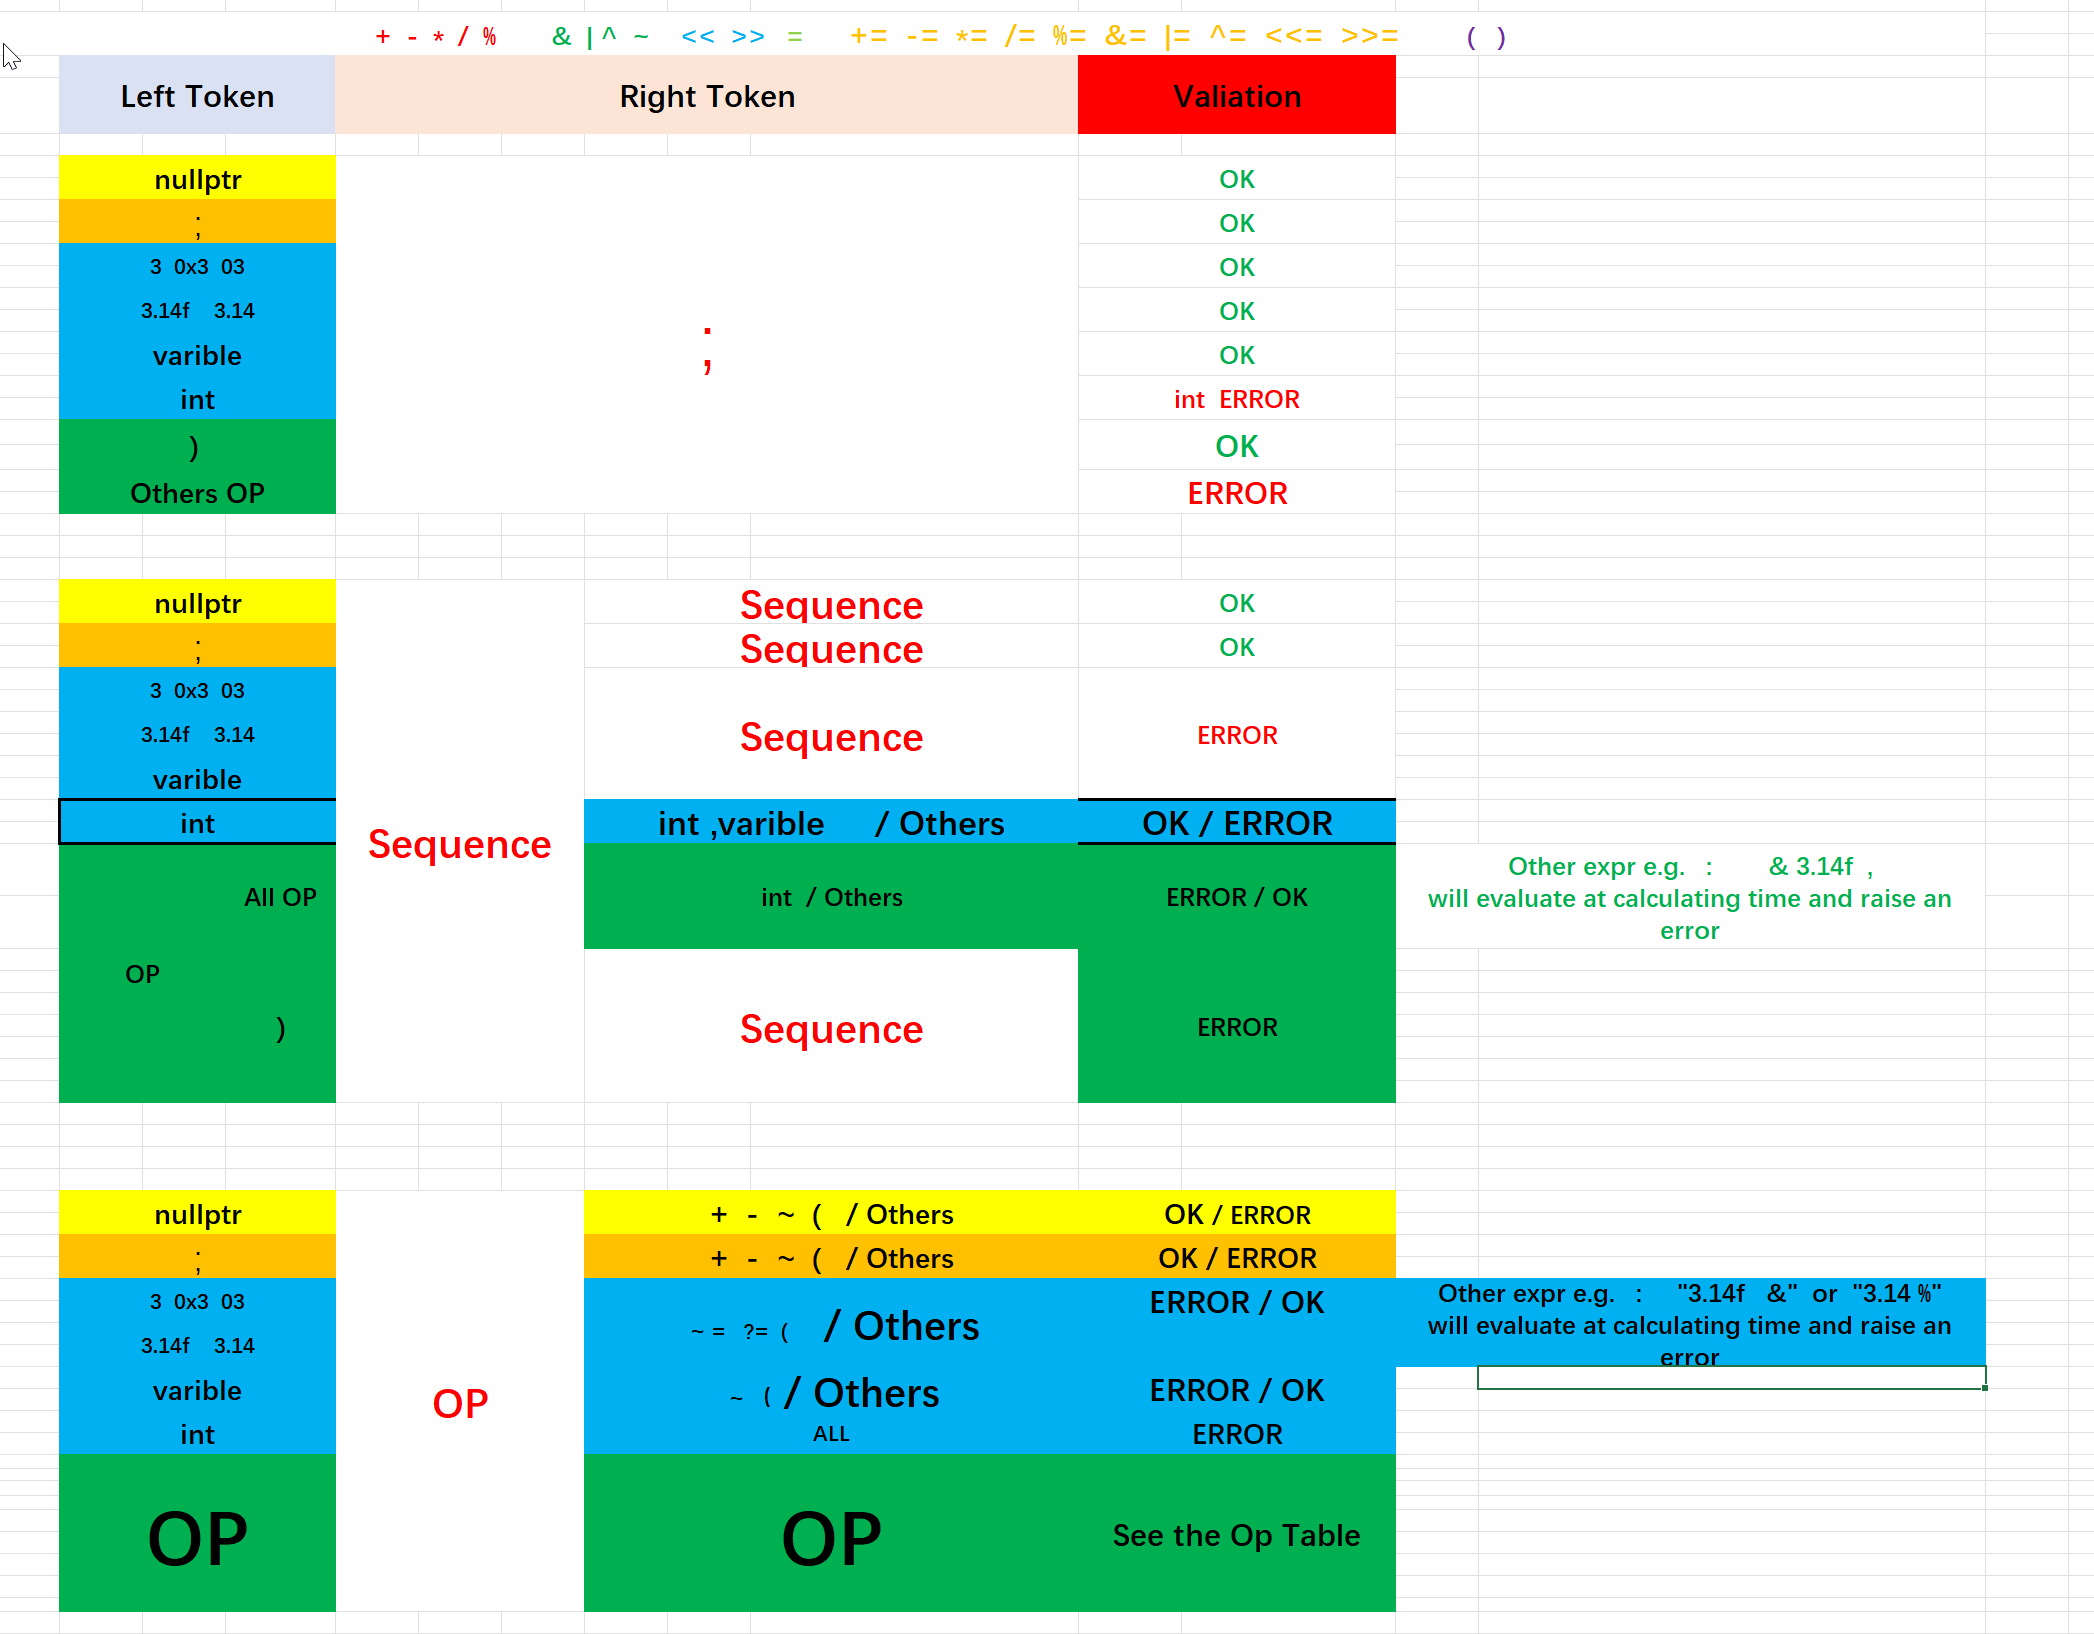 + - * / % & | ^ ~ << >> = += -= *= /= %= &= |= ^= <<= >>= ( )
Left Token Right Token Valiation
nullptr OK
; OK
3 0x3 03 OK
3.14f 3.14 OK
;
varible OK
int int ERROR
) OK
Others OP ERROR
nullptr Sequence OK
; Sequence OK
3 0x3 03
3.14f 3.14 Sequence ERROR
varible
int int ,varible / Others OK / ERROR
Sequence
All OP int / Others ERROR / OK
Other expr e.g. : & 3.14f ,
will evaluate at calculating time and raise an
error
OP
) Sequence ERROR
nullptr + - ~ ( / Others OK / ERROR
; + - ~ ( / Others OK / ERROR
3 0x3 03
3.14f 3.14 ~ = ?= ( / Others ERROR / OK
Other expr e.g. : "3.14f &" or "3.14 %"
will evaluate at calculating time and raise an
error
varible ~ ( / Others ERROR / OK
OP
int ALL ERROR
OP OP See the Op Table